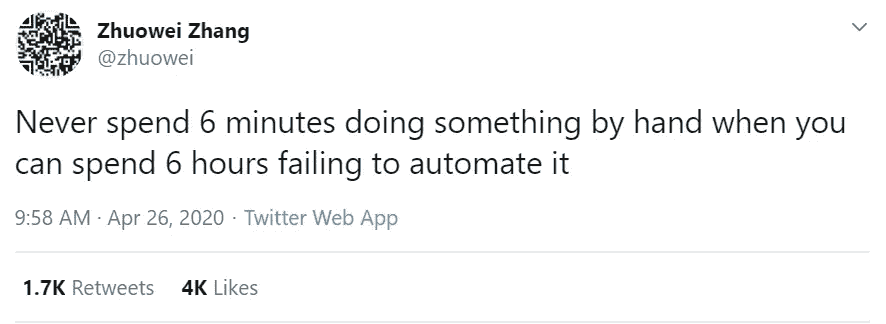 Zhuowei Zhang
@zhuowei
Never spend 6 minutes doing something by hand when you
can spend 6 hours failing to automate it
9:58 AM · Apr 26, 2020 · Twitter Web App
1.7K Retweets 4K Likes